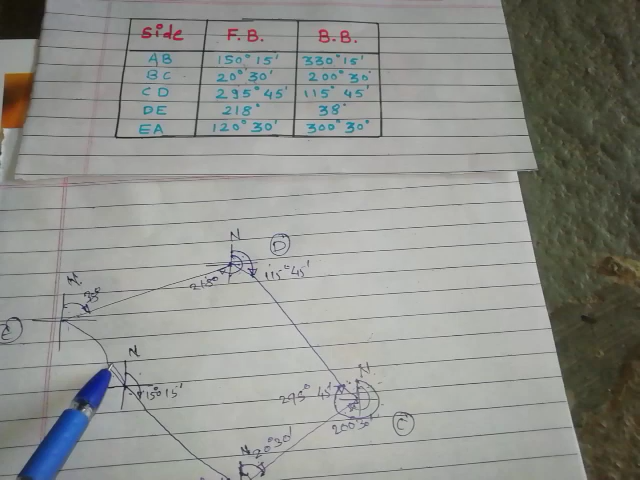 side F.B. B.B.
AB 150° 15' 330° 15'
BC 20° 30' 200° 30'
CD 295° 45' 115° 45'
DE 218° 38°
EA 120° 30' 300° 30'
N
D
115° 45'
218°
N
38°
E
N
15° 15'
N
295° 45'
200° 30'
C
N
20° 30'